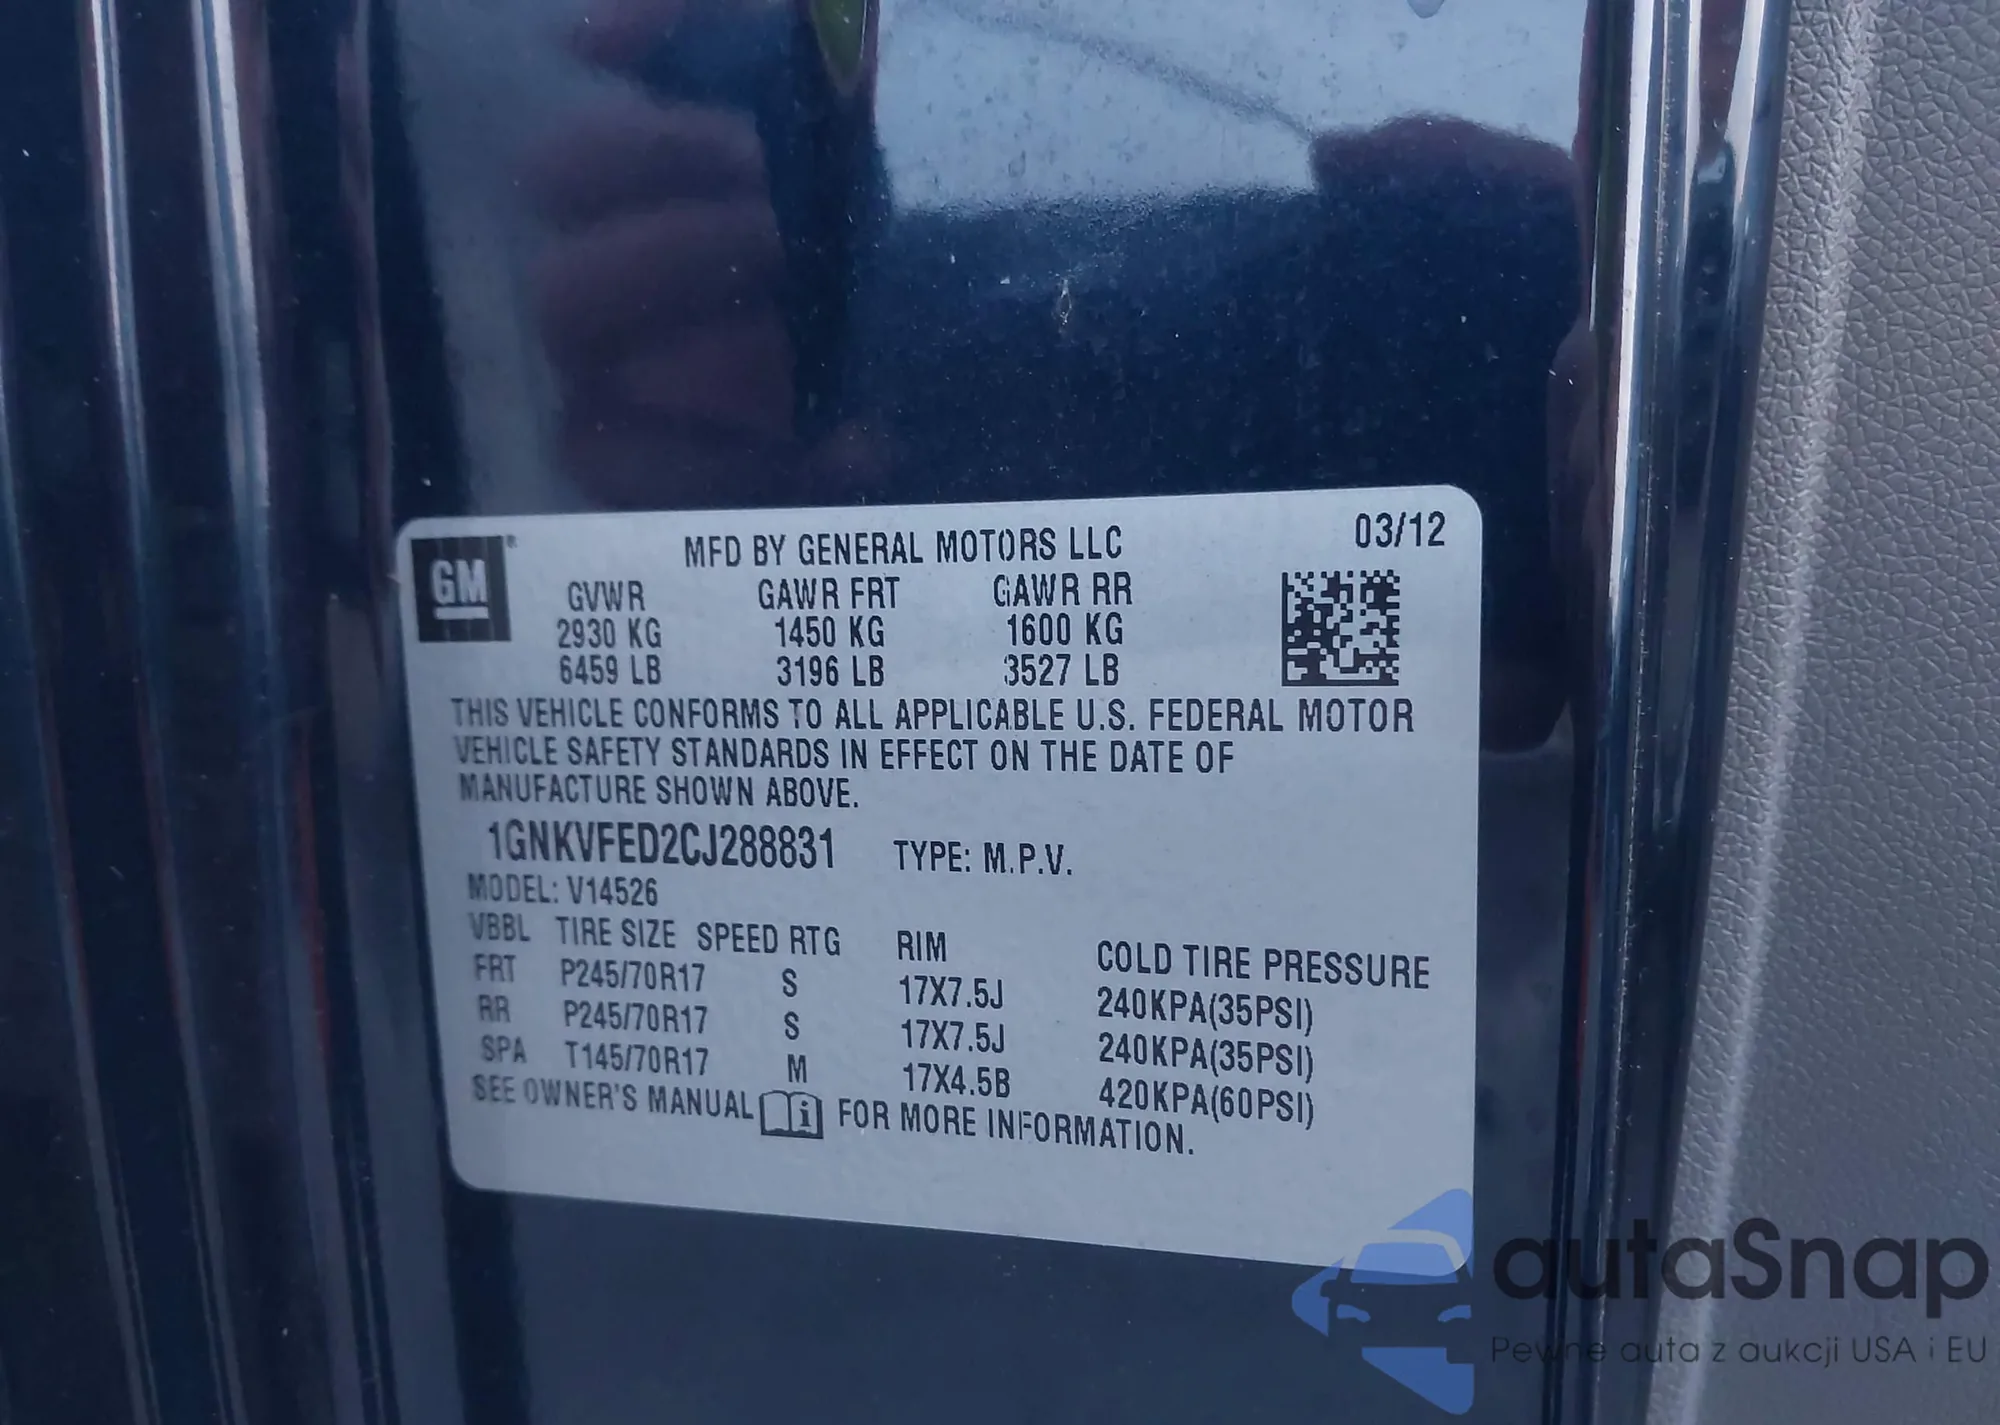 GM
MFD BY GENERAL MOTORS LLC 03/12
GVWR GAWR FRT GAWR RR
2930 KG 1450 KG 1600 KG
6459 LB 3196 LB 3527 LB
THIS VEHICLE CONFORMS TO ALL APPLICABLE U.S. FEDERAL MOTOR
VEHICLE SAFETY STANDARDS IN EFFECT ON THE DATE OF
MANUFACTURE SHOWN ABOVE.
1GNKVFED2CJ288831 TYPE: M.P.V.
MODEL: V14526
VBBL TIRE SIZE SPEED RTG RIM COLD TIRE PRESSURE
FRT P245/70R17 S 17X7.5J 240KPA(35PSI)
RR P245/70R17 S 17X7.5J 240KPA(35PSI)
SPA T145/70R17 M 17X4.5B 420KPA(60PSI)
SEE OWNER'S MANUAL i FOR MORE INFORMATION.
autaSnap
Pewne auta z aukcji USA i EU